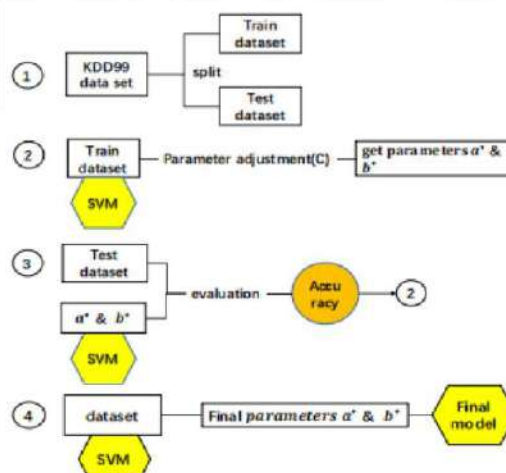 Train
dataset
1
KDD99
data set
split
Test
dataset
2
Train
dataset
Parameter adjustment(C)
get parameters a* &
b*
SVM
3
Test
dataset
evaluation
Accu
racy
2
a* & b*
SVM
4
dataset
Final parameters a* & b*
Final
model
SVM